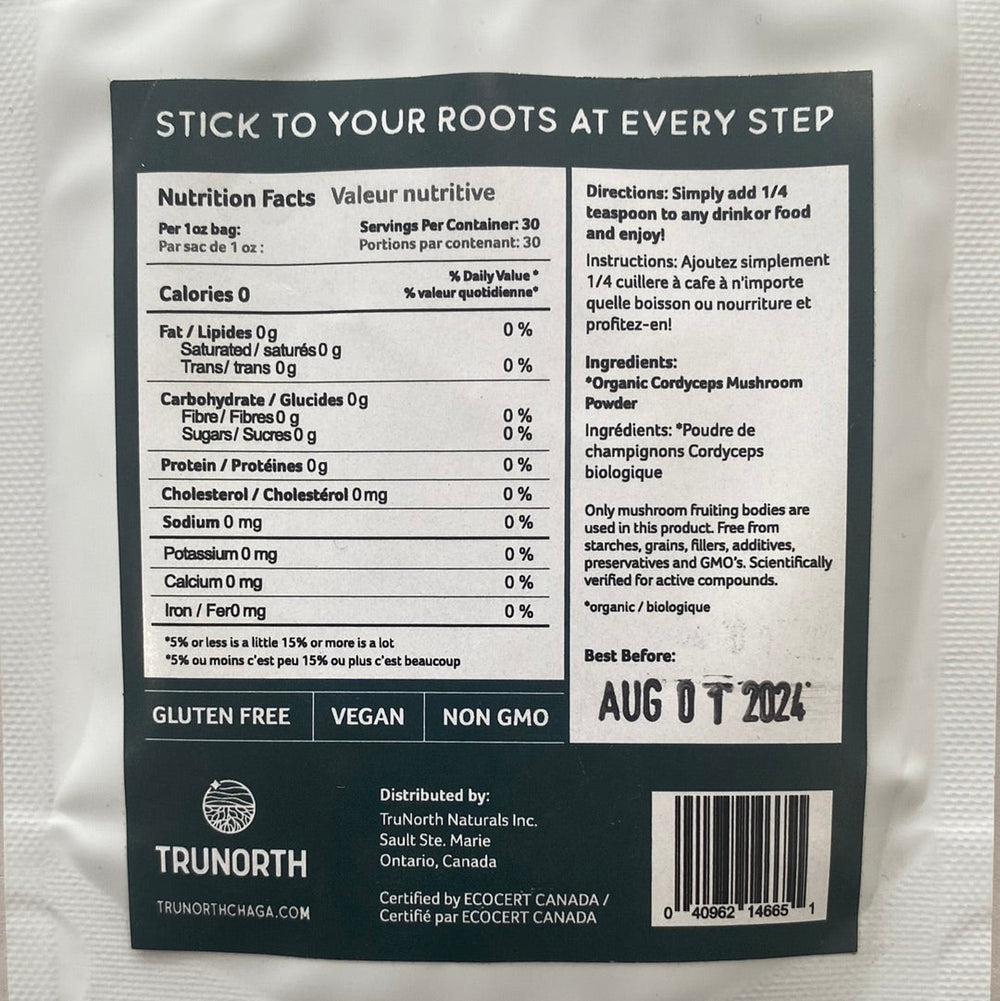 STICK TO YOUR ROOTS AT EVERY STEP
Nutrition Facts Valeur nutritive
Per 1oz bag:
Par sac de 1 oz :
Servings Per Container: 30
Portions par contenant: 30
% Daily Value *
Calories 0
% valeur quotidienne*
Fat / Lipides 0g 0 %
Saturated / saturés 0 g
Trans/ trans 0g 0 %
Carbohydrate / Glucides 0g
Fibre / Fibres 0 g 0 %
Sugars / Sucres 0 g 0 %
Protein / Protéines 0g 0 %
Cholesterol / Cholestérol 0mg 0 %
Sodium 0 mg 0 %
Potassium 0 mg 0 %
Calcium 0 mg 0 %
Iron / Fer0 mg 0 %
*5% or less is a little 15% or more is a lot
*5% ou moins c'est peu 15% ou plus c'est beaucoup
GLUTEN FREE VEGAN NON GMO
Directions: Simply add 1/4
teaspoon to any drink or food
and enjoy!
Instructions: Ajoutez simplement
1/4 cuillere à cafe à n'importe
quelle boisson ou nourriture et
profitez-en!
Ingredients:
*Organic Cordyceps Mushroom
Powder
Ingrédients: *Poudre de
champignons Cordyceps
biologique
Only mushroom fruiting bodies are
used in this product. Free from
starches, grains, fillers, additives,
preservatives and GMO's. Scientifically
verified for active compounds.
*organic / biologique
Best Before:
AUG 2024
TRUNORTH
TRUNORTHCHAGA.COM
Distributed by:
TruNorth Naturals Inc.
Sault Ste. Marie
Ontario, Canada
Certified by ECOCERT CANADA /
Certifié par ECOCERT CANADA
0 40962 14665 1